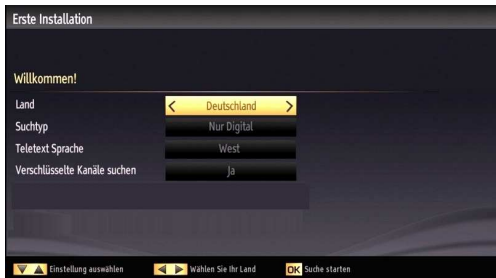 Erste Installation
Willkommen!
Land Deutschland
Suchtyp Nur Digital
Teletext Sprache West
Verschlüsselte Kanäle suchen Ja
Einstellung auswählen Wählen Sie Ihr Land OK Suche starten